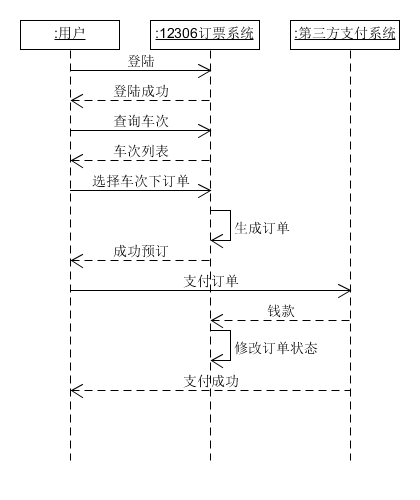 :用户 :12306订票系统 :第三方支付系统
登陆
登陆成功
查询车次
车次列表
选择车次下订单
生成订单
成功预订
支付订单
钱款
修改订单状态
支付成功